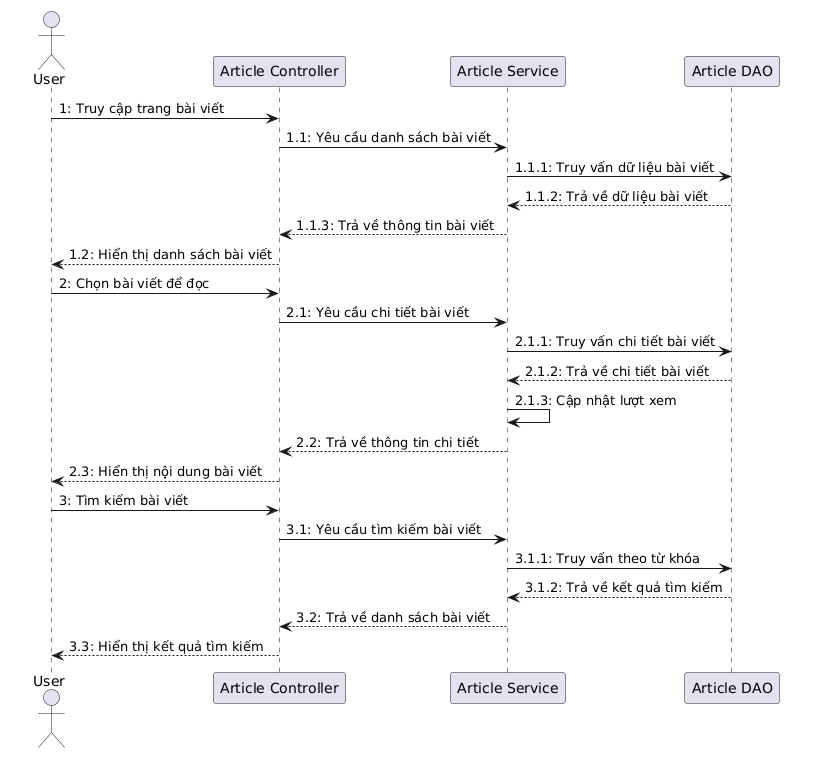 User
Article Controller
Article Service
Article DAO
1: Truy cập trang bài viết
1.1: Yêu cầu danh sách bài viết
1.1.1: Truy vấn dữ liệu bài viết
1.1.2: Trả về dữ liệu bài viết
1.1.3: Trả về thông tin bài viết
1.2: Hiển thị danh sách bài viết
2: Chọn bài viết để đọc
2.1: Yêu cầu chi tiết bài viết
2.1.1: Truy vấn chi tiết bài viết
2.1.2: Trả về chi tiết bài viết
2.1.3: Cập nhật lượt xem
2.2: Trả về thông tin chi tiết
2.3: Hiển thị nội dung bài viết
3: Tìm kiếm bài viết
3.1: Yêu cầu tìm kiếm bài viết
3.1.1: Truy vấn theo từ khóa
3.1.2: Trả về kết quả tìm kiếm
3.2: Trả về danh sách bài viết
3.3: Hiển thị kết quả tìm kiếm
User
Article Controller
Article Service
Article DAO